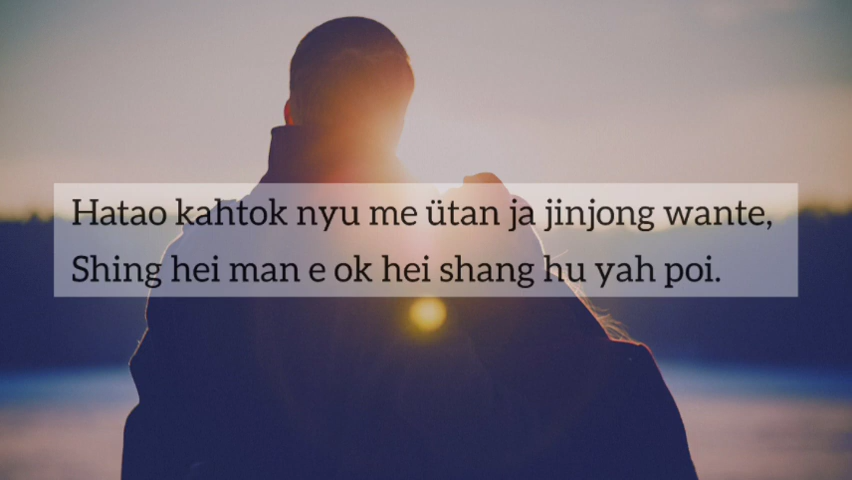 Hatao kahtok nyu me ütan ja jinjong wante,
Shing hei man e ok hei shang hu yah poi.